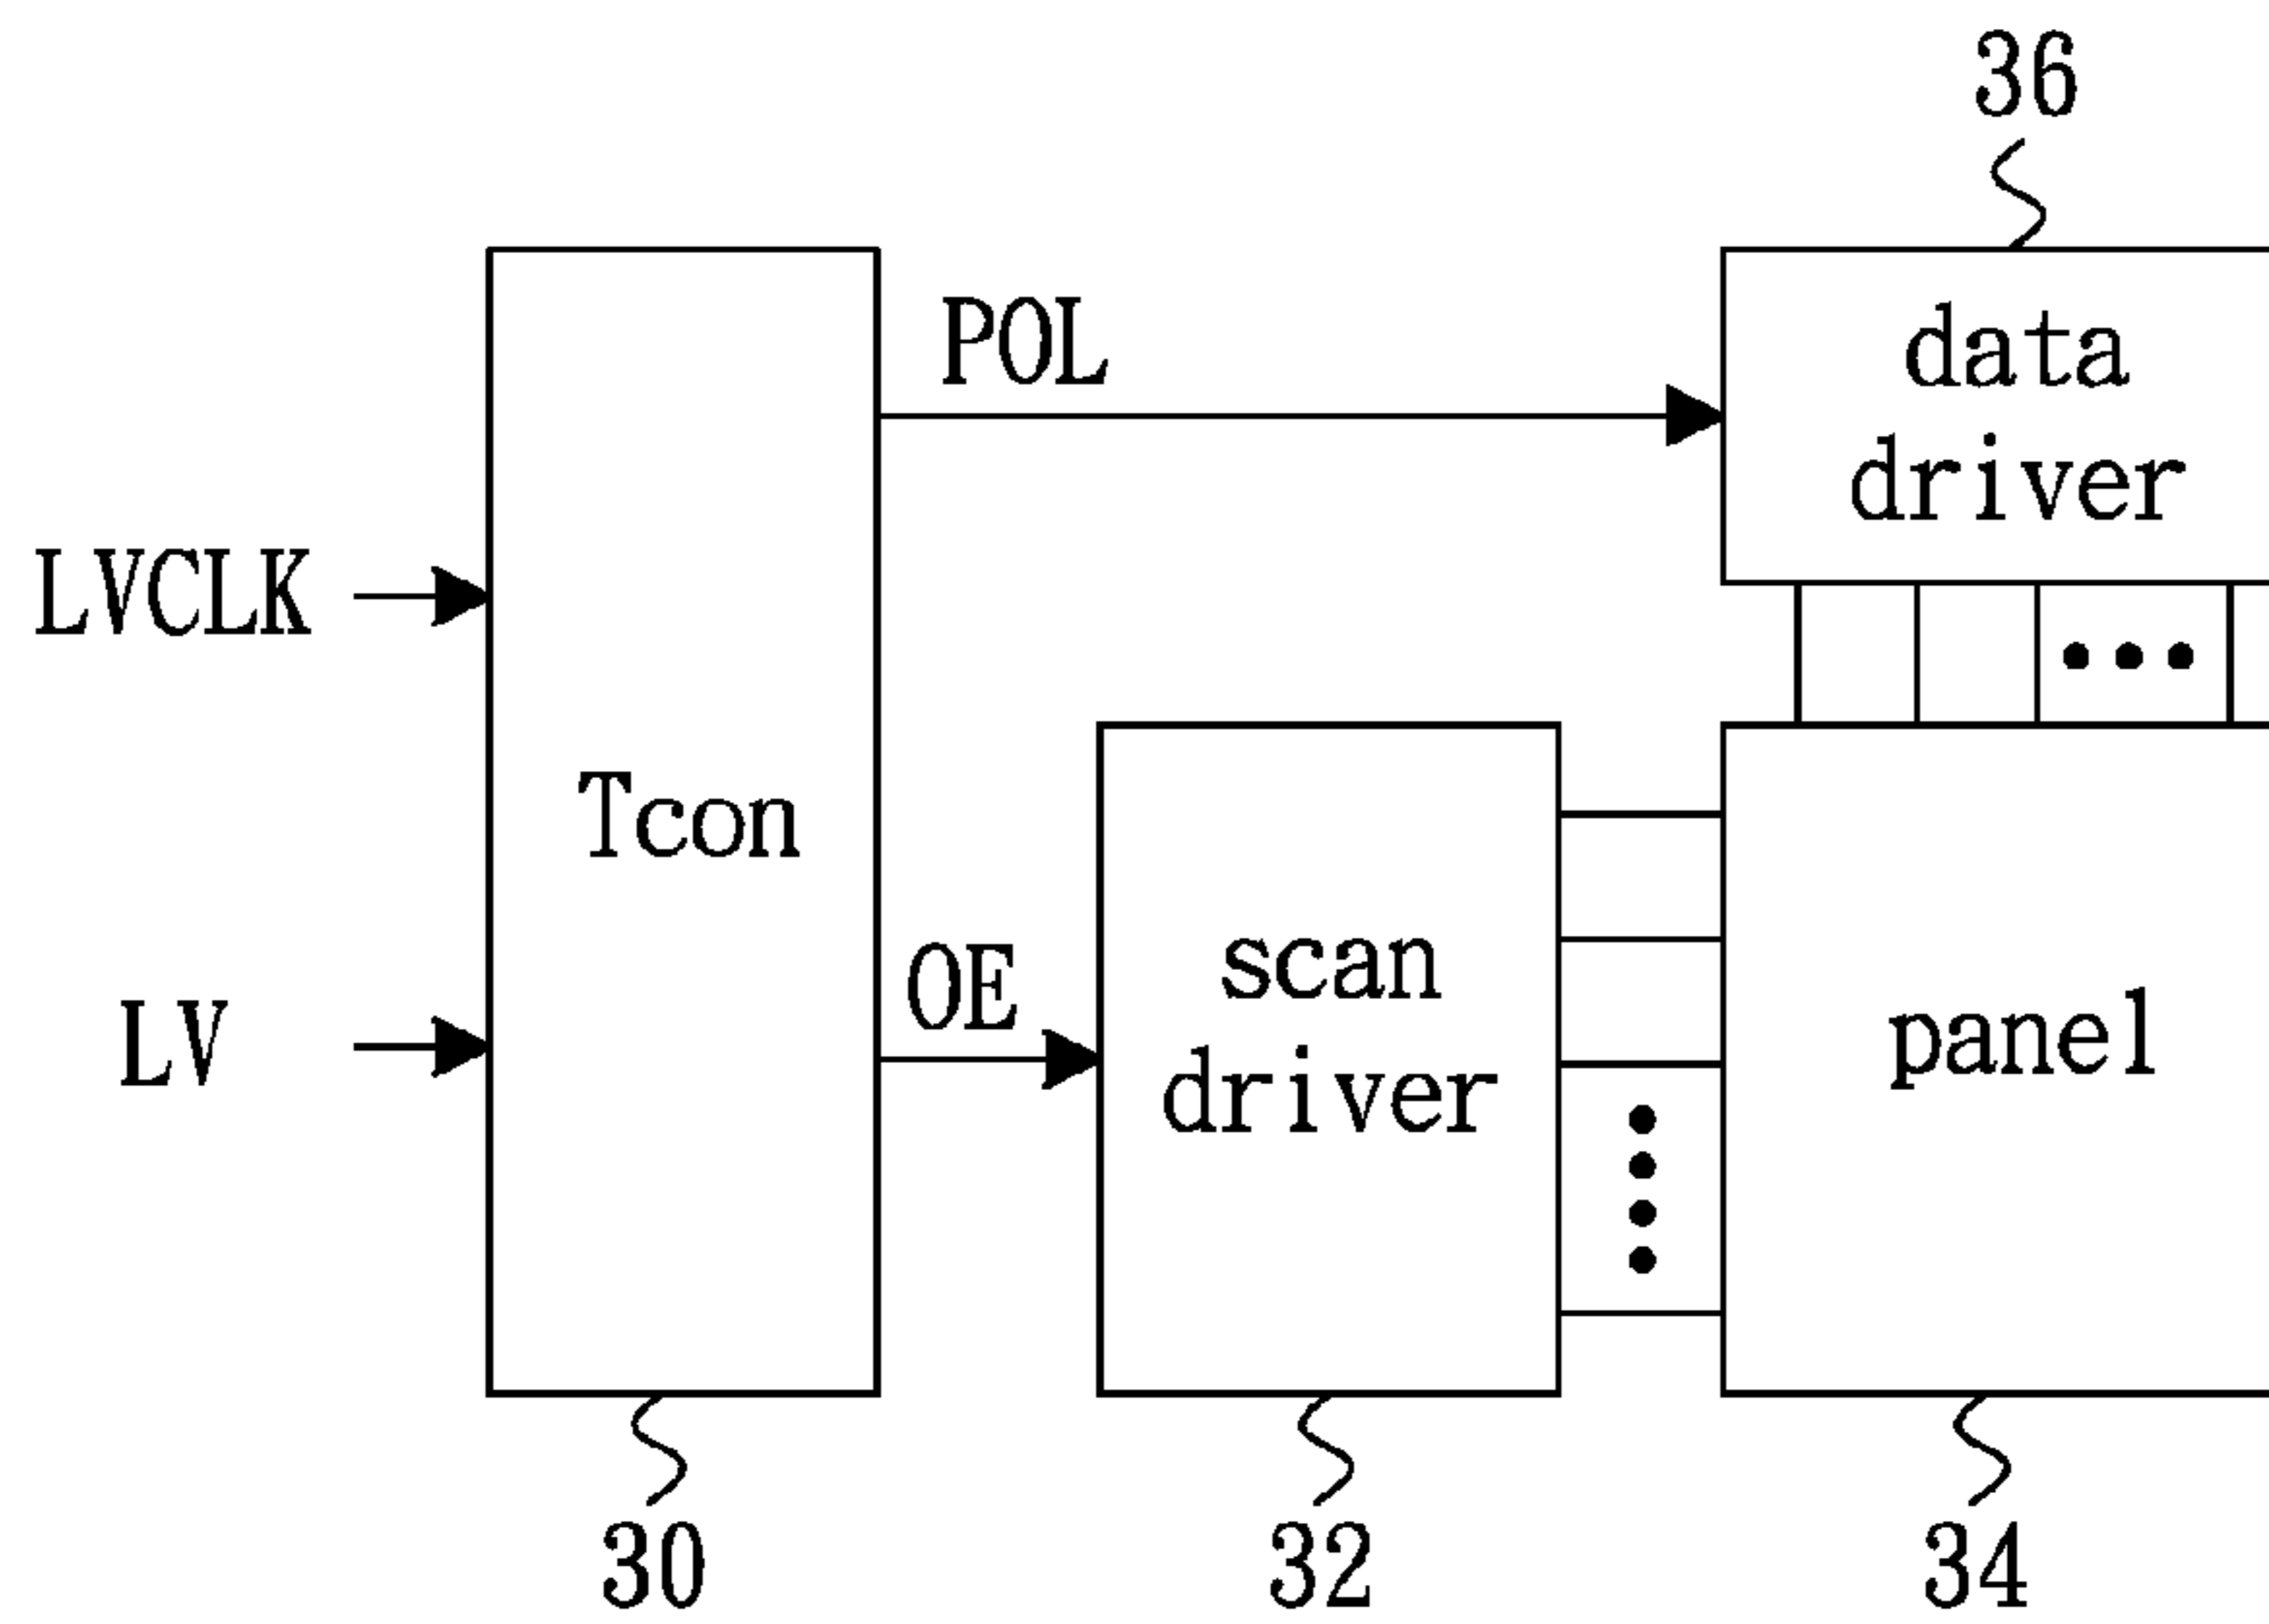 36
POL
data
driver
LVCLK
Tcon
OE
scan
driver
LV
panel
30
32
34